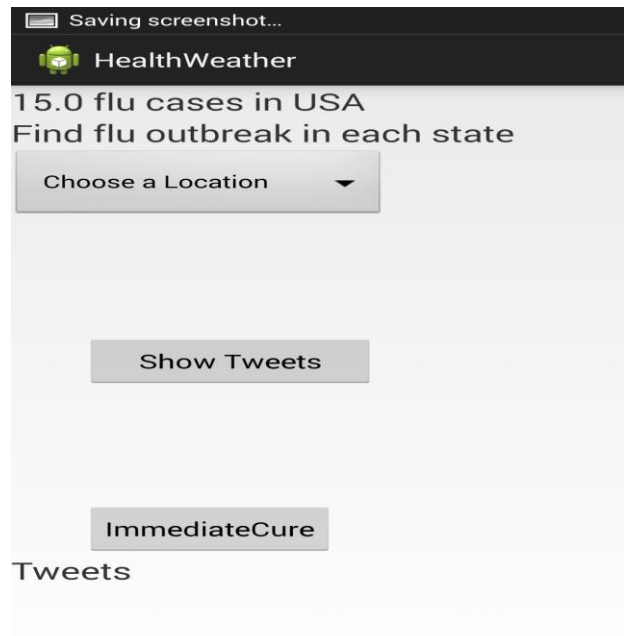 Saving screenshot...
HealthWeather
15.0 flu cases in USA
Find flu outbreak in each state
Choose a Location
Show Tweets
ImmediateCure
Tweets